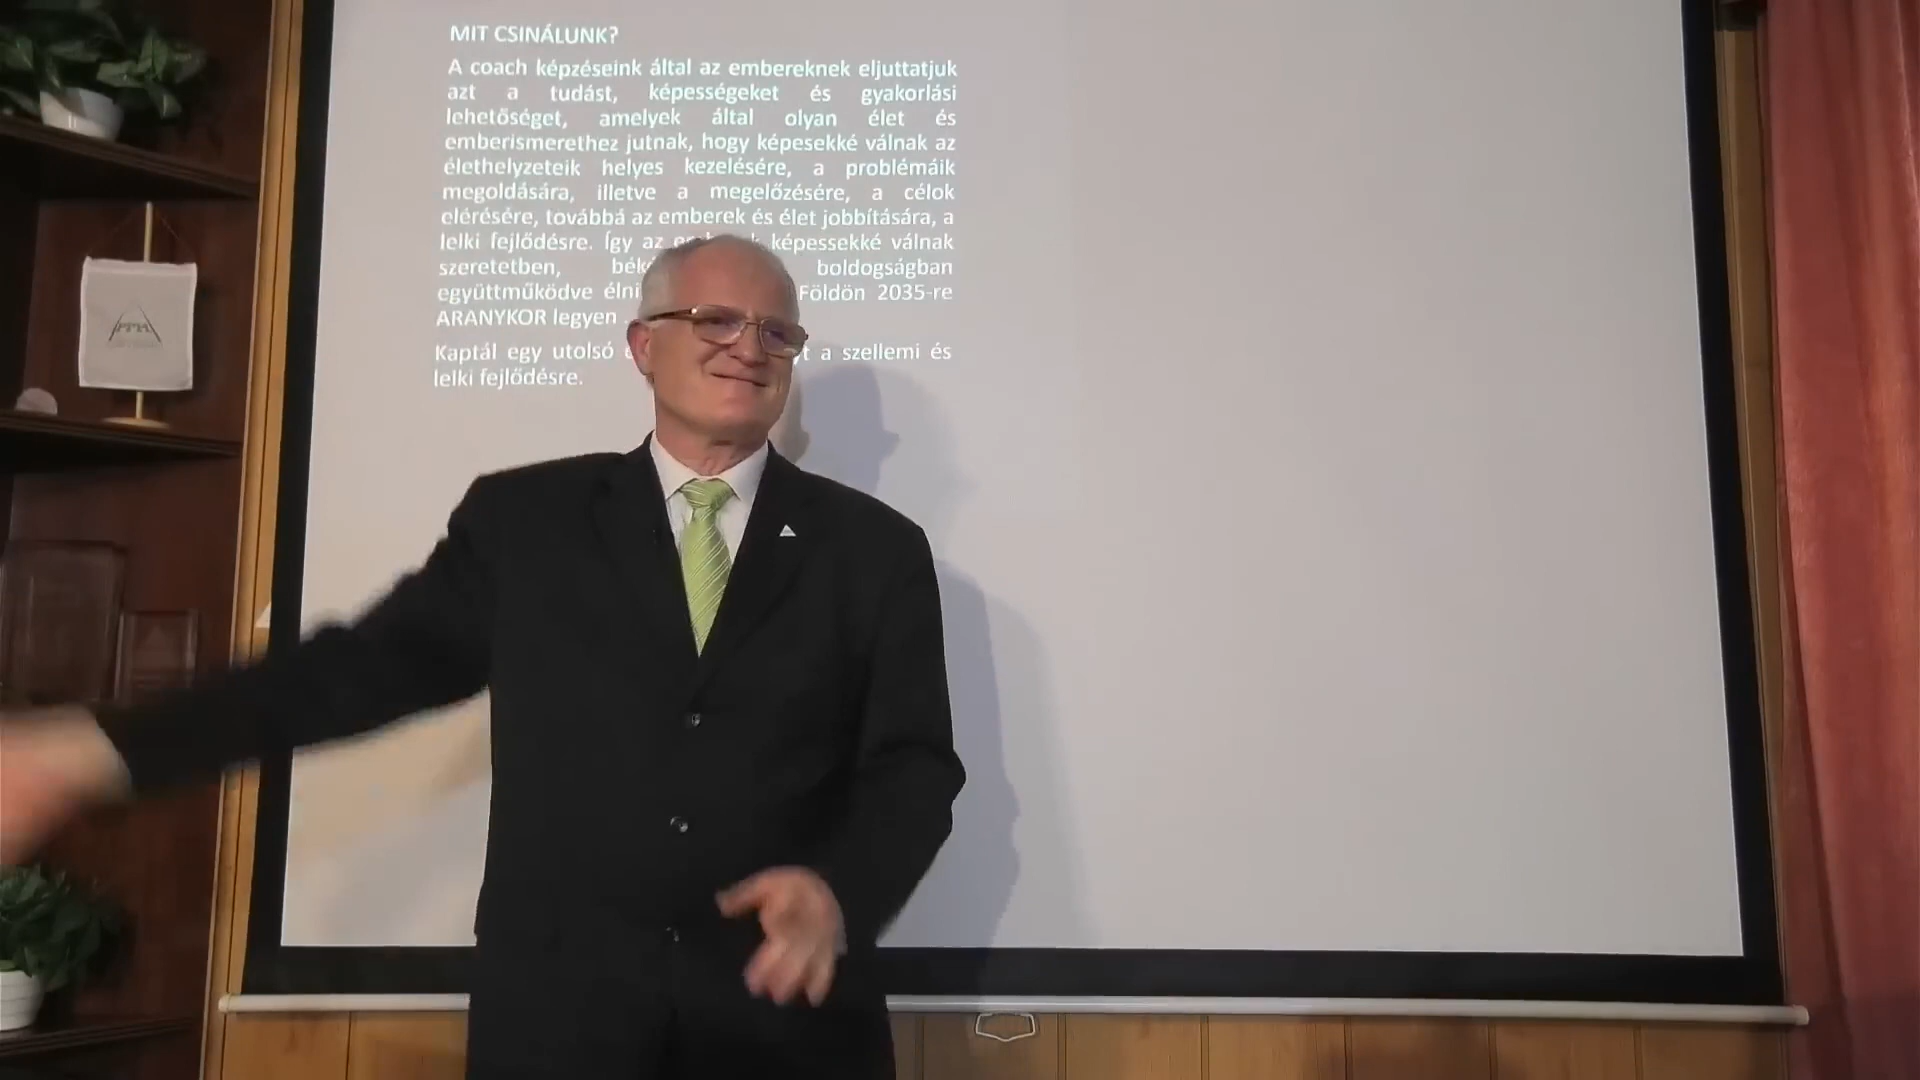 MIT CSINÁLUNK?
A coach képzéseink által az embereknek eljuttatjuk
azt a tudást, képességeket és gyakorlási
lehetőséget, amelyek által olyan élet és
emberismerethez jutnak, hogy képesekké válnak az
élethelyzeteik helyes kezelésére, a problémáik
megoldására, illetve a megelőzésére, a célok
elérésére, továbbá az emberek és élet jobbítására, a
lelki fejlődésre. Így az képessekké válnak
szeretetben, boldogságban
együttműködve élni Földön 2035-re
ARANYKOR legyen
Kaptál egy utolsó a szellemi és
lelki fejlődésre.